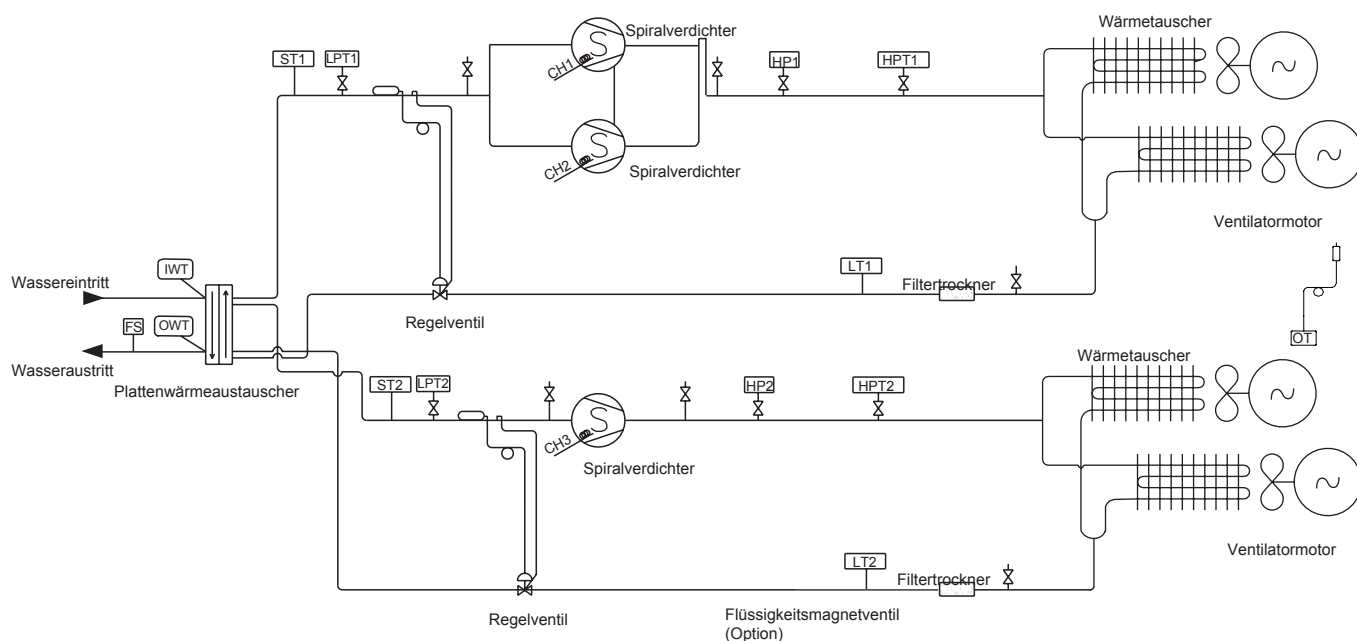 Spiralverdichter
Wärmetauscher
ST1
LPT1
CH1
HP1
HPT1
CH2
Spiralverdichter
Ventilatormotor
Wassereintritt
IWT
LT1
Filtertrockner
Regelventil
FS
OWT
OT
Wasseraustritt
Plattenwärmeaustauscher
Wärmetauscher
ST2
LPT2
HP2
HPT2
CH3
Spiralverdichter
Ventilatormotor
LT2
Filtertrockner
Regelventil
Flüssigkeitsmagnetventil
(Option)